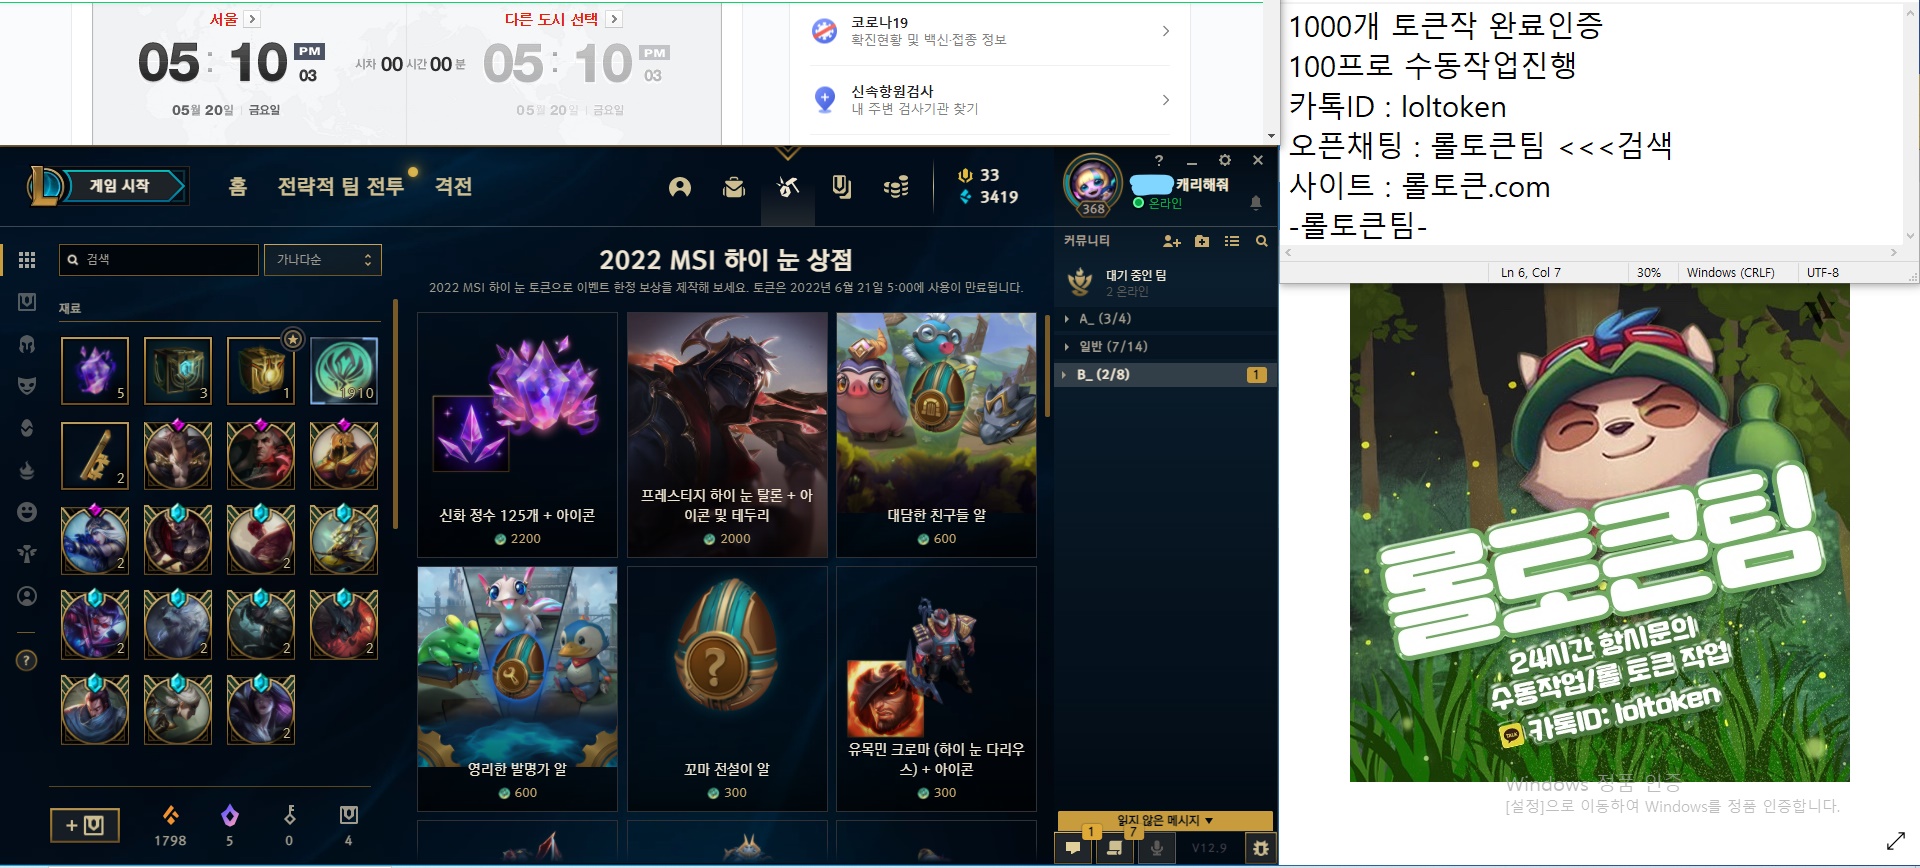 서울
다른 도시 선택
05:10 PM 03
시차 00 시간 00 분
05:10 PM 03
05월 20일 | 금요일
05월 20일 | 금요일
코로나19
확진현황 및 백신·접종 정보
신속항원검사
내 주변 검사기관 찾기
1000개 토큰작 완료인증
100프로 수동작업진행
카톡ID : loltoken
오픈채팅 : 롤토큰팀 <<<검색
사이트 : 롤토큰.com
-롤토큰팀-
Ln 6, Col 7
30%
Windows (CRLF)
UTF-8
게임 시작
홈
전략적 팀 전투
격전
33
3419
368
캐리해줘
온라인
검색
가나다순
재료
5
3
1
1910
2
2
2
2
2
2
2
2
2
1798
5
0
4
2022 MSI 하이 눈 상점
2022 MSI 하이 눈 토큰으로 이벤트 한정 보상을 제작해 보세요. 토큰은 2022년 6월 21일 5:00에 사용이 만료됩니다.
신화 정수 125개 + 아이콘
2200
프레스티지 하이 눈 탈론 + 아
이콘 및 테두리
2000
대담한 친구들 알
600
영리한 발명가 알
600
꼬마 전설이 알
300
유목민 크로마 (하이 눈 다리우
스) + 아이콘
300
커뮤니티
대기 중인 팀
2 온라인
A_ (3/4)
일반 (7/14)
B_ (2/8)
1
읽지 않은 메시지
1
7
V12.9
롤토큰팀
24시간 항시문의
수동작업/롤 토큰 작업
TALK 카톡ID: loltoken
Windows 정품 인증
[설정]으로 이동하여 Windows를 정품 인증합니다.